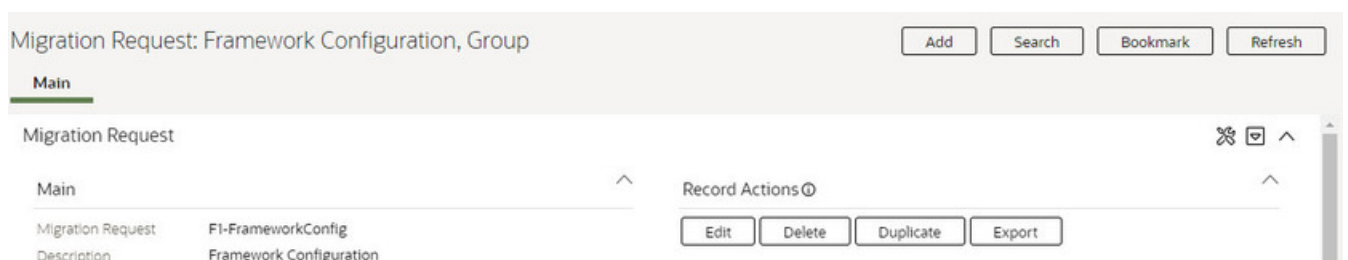 Migration Request: Framework Configuration, Group
Add Search Bookmark Refresh
Main
Migration Request
Main
Migration Request F1-FrameworkConfig
Description Framework Configuration
Record Actions
Edit Delete Duplicate Export